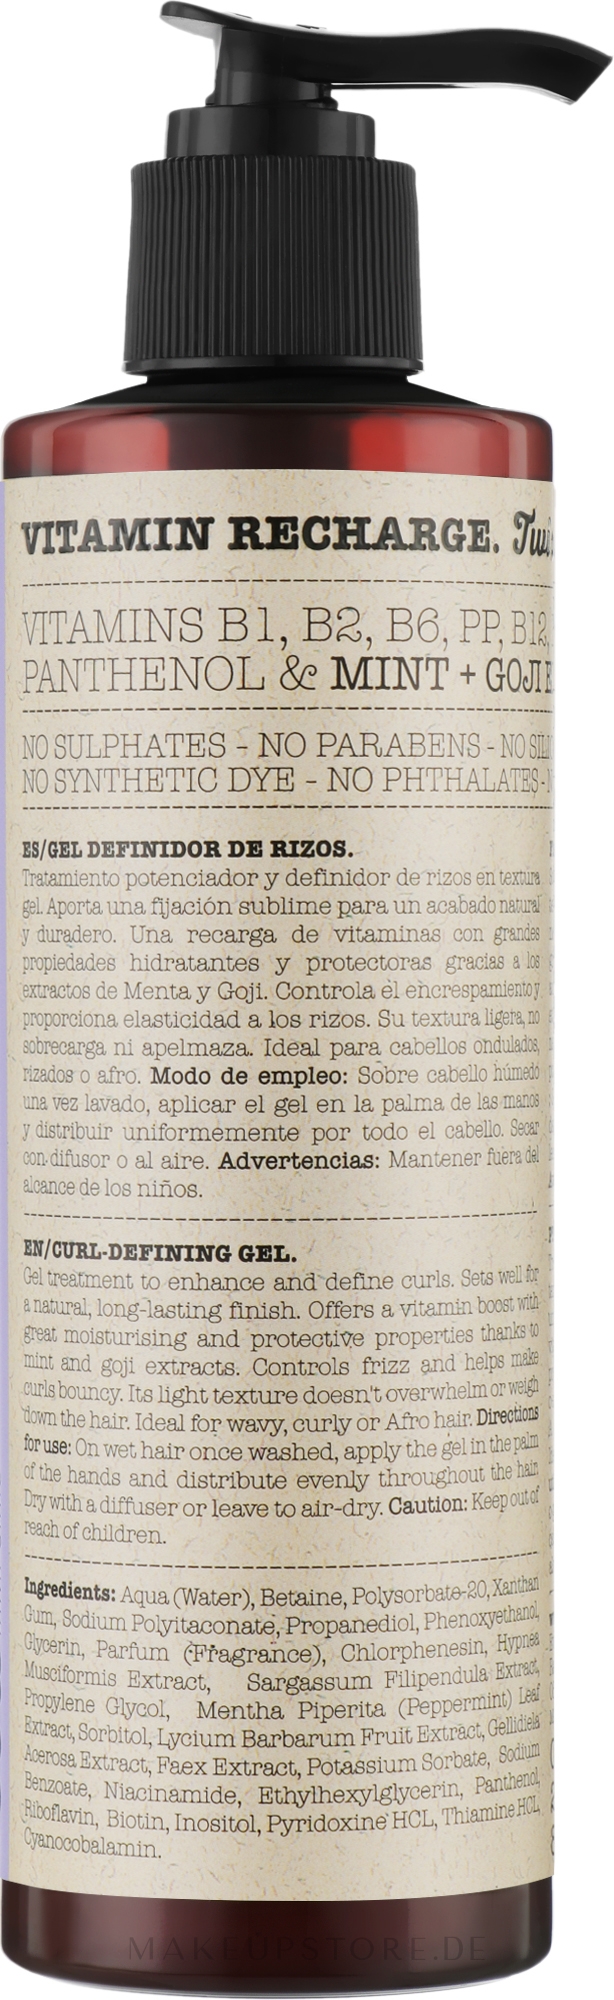 VITAMIN RECHARGE.
VITAMINS B1, B2, B6, PP, B12,
PANTHENOL & MINT + GOJI
NO SULPHATES - NO PARABENS - NO
NO SYNTHETIC DYE - NO PHTHALATES -
ES/GEL DEFINIDOR DE RIZOS.
Tratamiento potenciador y definidor de rizos en textura
gel. Aporta una fijación sublime para un acabado natural
y duradero. Una recarga de vitaminas con grandes
propiedades hidratantes y protectoras gracias a los
extractos de Menta y Goji. Controla el encrespamiento y
proporciona elasticidad a los rizos. Su textura ligera, no
sobrecarga ni apelmaza. Ideal para cabellos ondulados,
rizados o afro. Modo de empleo: Sobre cabello húmedo
una vez lavado, aplicar el gel en la palma de las manos
y distribuir uniformemente por todo el cabello. Secar
con difusor o al aire. Advertencias: Mantener fuera del
alcance de los niños.
EN/CURL-DEFINING GEL.
Gel treatment to enhance and define curls. Sets well for
a natural, long-lasting finish. Offers a vitamin boost with
great moisturising and protective properties thanks to
mint and goji extracts. Controls frizz and helps make
curls bouncy. Its light texture doesn't overwhelm or weigh
down the hair. Ideal for wavy, curly or Afro hair. Directions
for use: On wet hair once washed, apply the gel in the palm
of the hands and distribute evenly throughout the hair.
Dry with a diffuser or leave to air-dry. Caution: Keep out of
reach of children.
Ingredients: Aqua (Water), Betaine, Polysorbate-20, Xanthan
Gum, Sodium Polyitaconate, Propanediol, Phenoxyethanol,
Glycerin, Parfum (Fragrance), Chlorphenesin, Hypnea
Musciformis Extract, Sargassum Filipendula Extract,
Propylene Glycol, Mentha Piperita (Peppermint) Leaf
Extract, Sorbitol, Lycium Barbarum Fruit Extract, Gellidiela
Acerosa Extract, Faex Extract, Potassium Sorbate, Sodium
Benzoate, Niacinamide, Ethylhexylglycerin, Panthenol,
Riboflavin, Biotin, Inositol, Pyridoxine HCL, Thiamine HCL,
Cyanocobalamin.
MAKEUPSTORE.DE